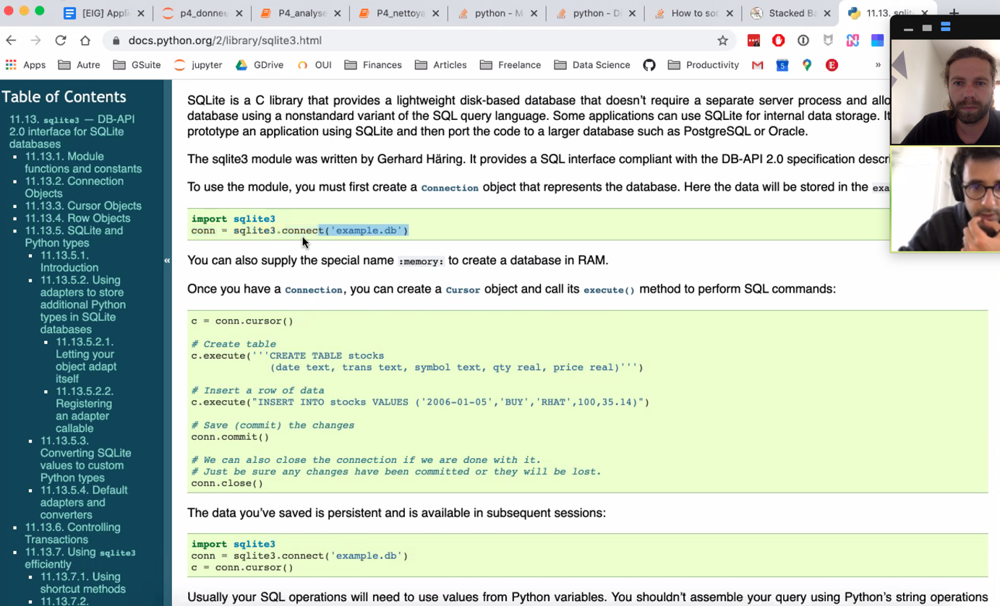 [EIG] Appli
p4_donnee
P4_analyse
P4_nettoya
python - M
python - D
How to sor
Stacked Ba
11.13. sqlit
docs.python.org/2/library/sqlite3.html
Apps
Autre
GSuite
jupyter
GDrive
OUI
Finances
Articles
Freelance
Data Science
Productivity
»
Table of Contents
11.13. sqlite3 — DB-API
2.0 interface for SQLite
databases
11.13.1. Module
functions and constants
11.13.2. Connection
Objects
11.13.3. Cursor Objects
11.13.4. Row Objects
11.13.5. SQLite and
Python types
11.13.5.1.
Introduction
11.13.5.2. Using
adapters to store
additional Python
types in SQLite
databases
11.13.5.2.1.
Letting your
object adapt
itself
11.13.5.2.2.
Registering
an adapter
callable
11.13.5.3.
Converting SQLite
values to custom
Python types
11.13.5.4. Default
adapters and
converters
11.13.6. Controlling
Transactions
11.13.7. Using sqlite3
efficiently
11.13.7.1. Using
shortcut methods
11.13.7.2.
«
SQLite is a C library that provides a lightweight disk-based database that doesn’t require a separate server process and allo
database using a nonstandard variant of the SQL query language. Some applications can use SQLite for internal data storage. It
prototype an application using SQLite and then port the code to a larger database such as PostgreSQL or Oracle.
The sqlite3 module was written by Gerhard Häring. It provides a SQL interface compliant with the DB-API 2.0 specification descri
To use the module, you must first create a Connection object that represents the database. Here the data will be stored in the exa
import sqlite3
conn = sqlite3.connect('example.db')
You can also supply the special name :memory: to create a database in RAM.
Once you have a Connection, you can create a Cursor object and call its execute() method to perform SQL commands:
c = conn.cursor()
# Create table
c.execute('''CREATE TABLE stocks
(date text, trans text, symbol text, qty real, price real)''')
# Insert a row of data
c.execute("INSERT INTO stocks VALUES ('2006-01-05','BUY','RHAT',100,35.14)")
# Save (commit) the changes
conn.commit()
# We can also close the connection if we are done with it.
# Just be sure any changes have been committed or they will be lost.
conn.close()
The data you’ve saved is persistent and is available in subsequent sessions:
import sqlite3
conn = sqlite3.connect('example.db')
c = conn.cursor()
Usually your SQL operations will need to use values from Python variables. You shouldn’t assemble your query using Python’s string operations